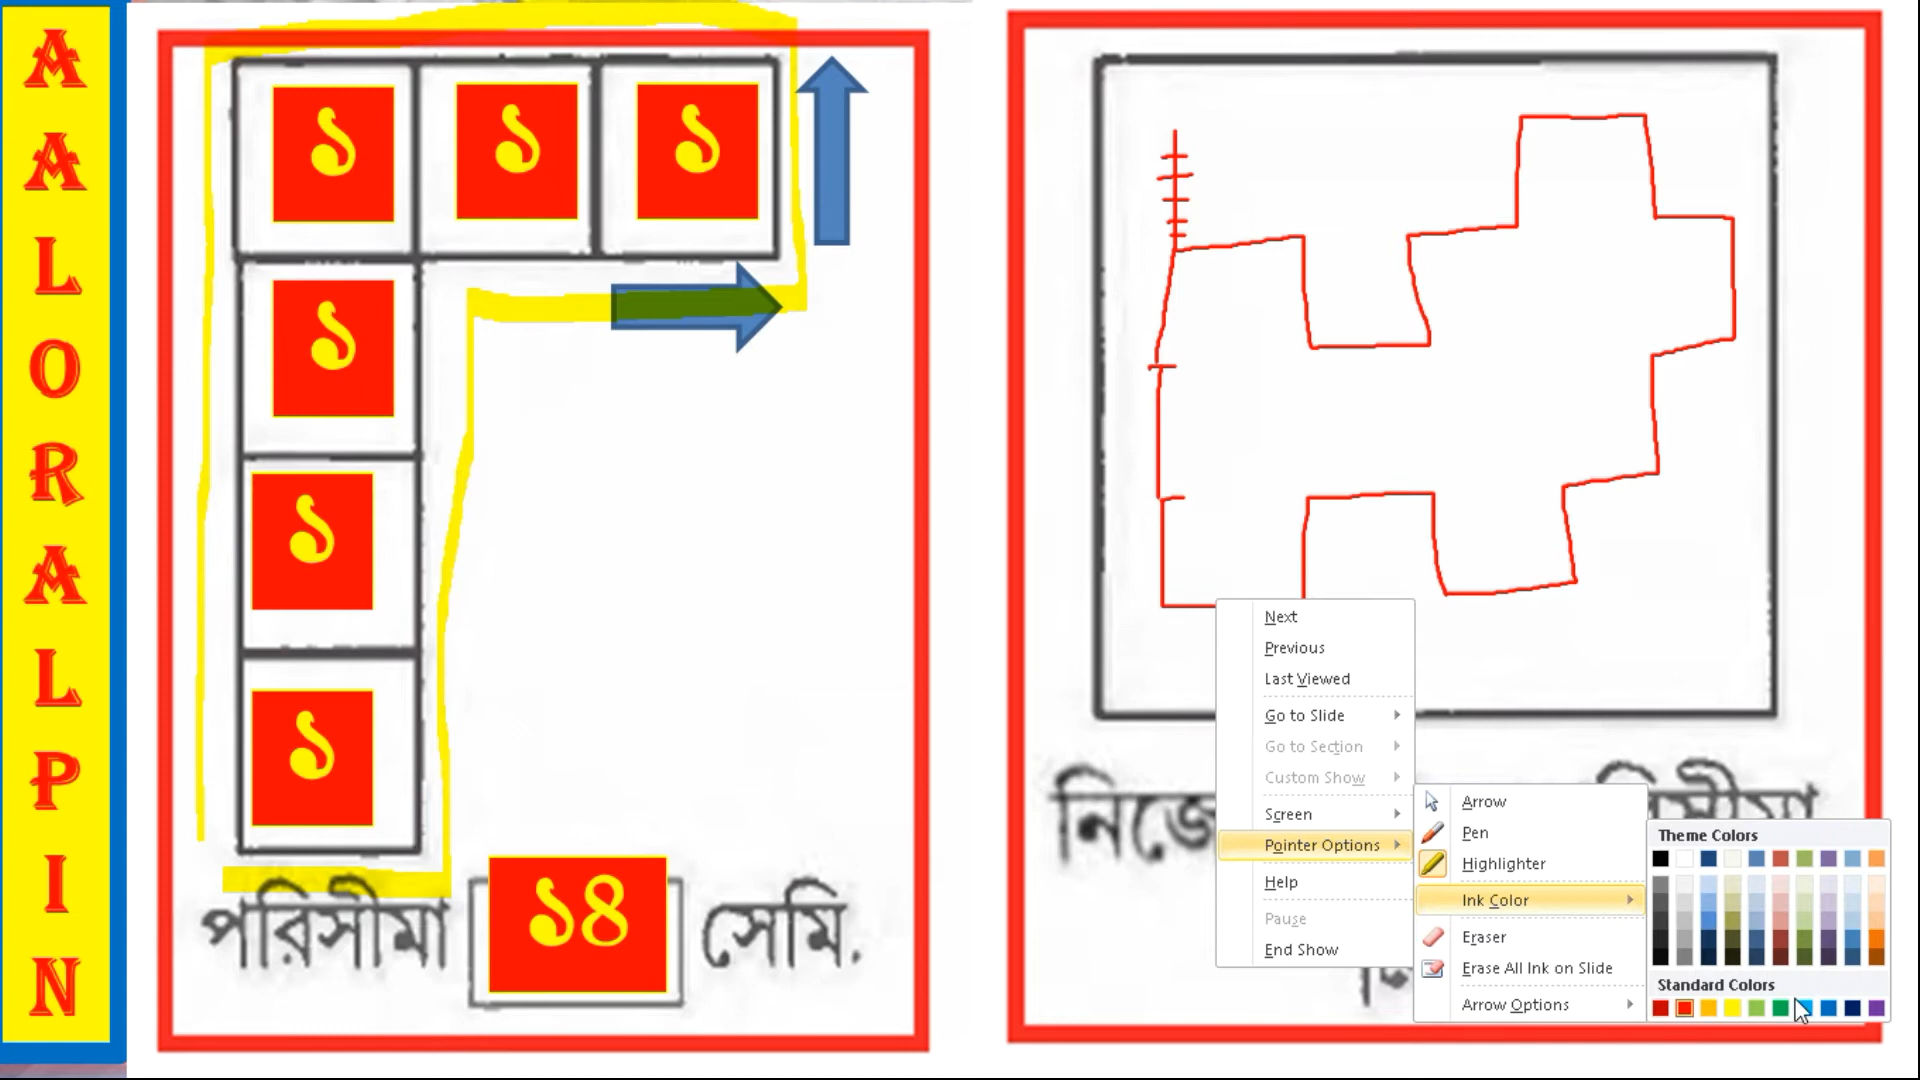 AALORALPIN
১ ১ ১
১
১
১
পরিসীমা ১৪ সেমি.
Next
Previous
Last Viewed
Go to Slide
Go to Section
Custom Show
Screen
Pointer Options
Help
Pause
End Show
Arrow
Pen
Highlighter
Ink Color
Eraser
Erase All Ink on Slide
Arrow Options
Theme Colors
Standard Colors